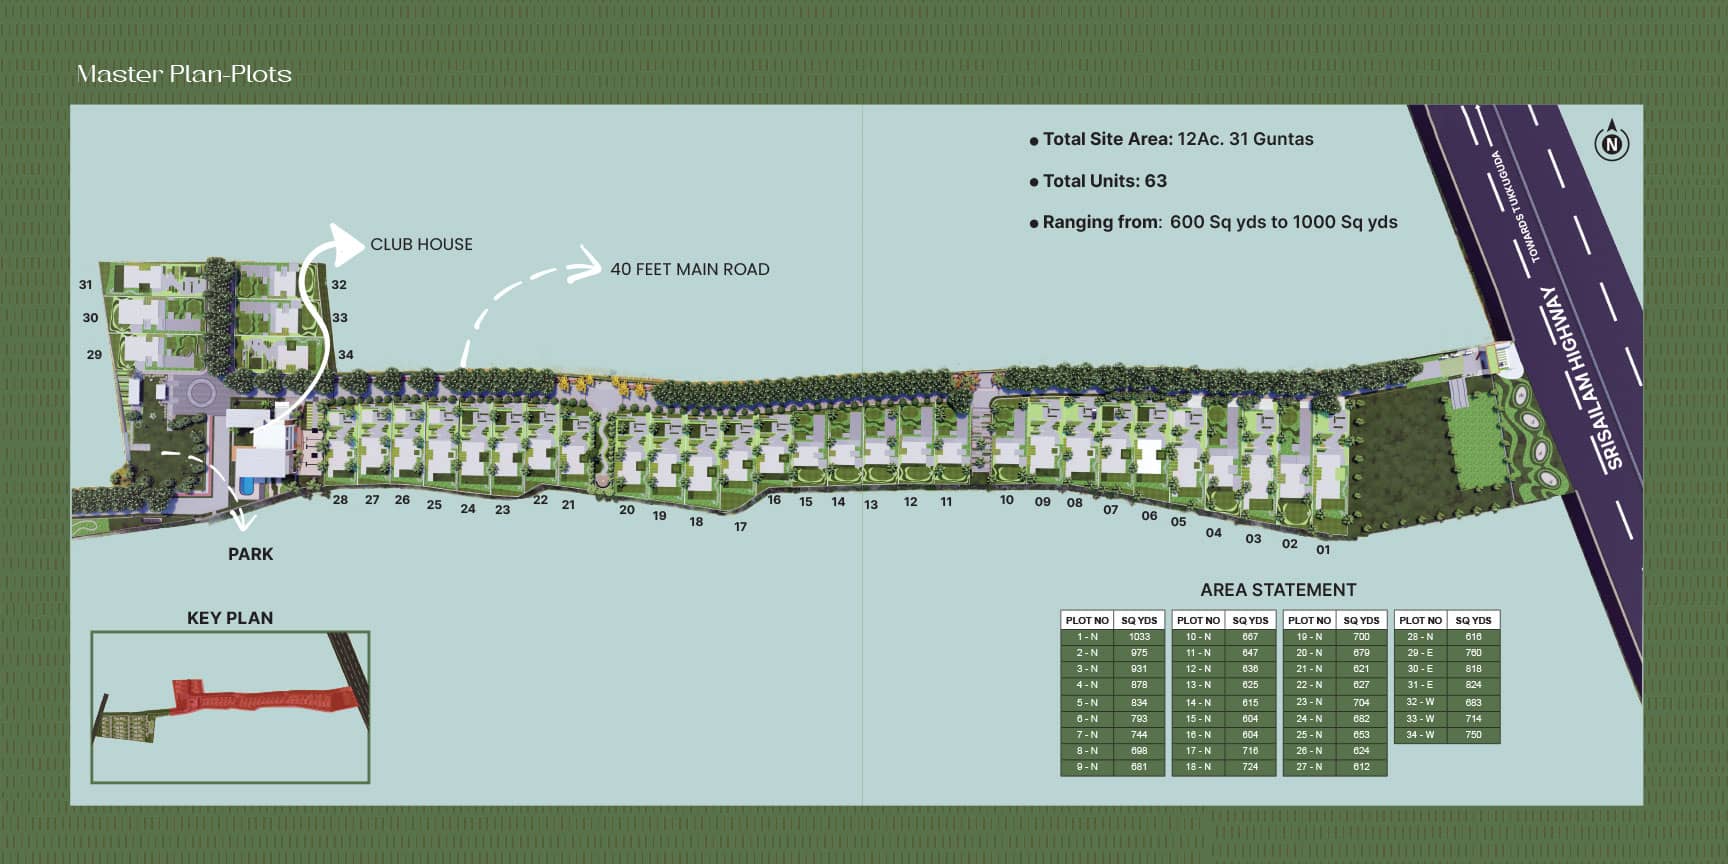 Master Plan-Plots
Total Site Area: 12Ac. 31 Guntas
Total Units: 63
Ranging from: 600 Sq yds to 1000 Sq yds
N
TOWARDS TUKKUGUDA
SRISAILAM HIGHWAY
CLUB HOUSE
40 FEET MAIN ROAD
31
30
29
32
33
34
28 27 26 25 24 23 22 21 20 19 18 17 16 15 14 13 12 11 10 09 08 07 06 05 04 03 02 01
PARK
KEY PLAN
AREA STATEMENT
PLOT NO SQ YDS PLOT NO SQ YDS PLOT NO SQ YDS PLOT NO SQ YDS
1 - N 1033 10 - N 667 19 - N 700 28 - N 616
2 - N 975 11 - N 647 20 - N 679 29 - E 760
3 - N 931 12 - N 636 21 - N 621 30 - E 818
4 - N 878 13 - N 625 22 - N 627 31 - E 824
5 - N 834 14 - N 615 23 - N 704 32 - W 683
6 - N 793 15 - N 604 24 - N 682 33 - W 714
7 - N 744 16 - N 604 25 - N 653 34 - W 750
8 - N 698 17 - N 716 26 - N 624
9 - N 681 18 - N 724 27 - N 612